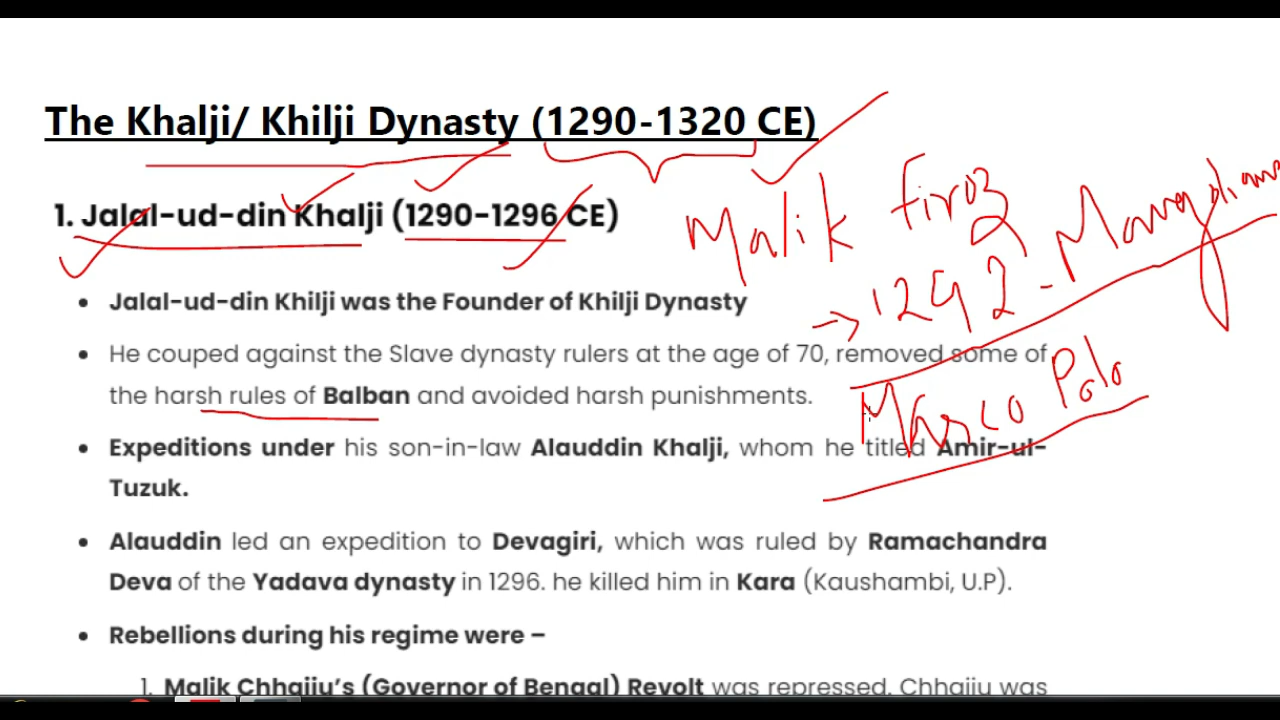 The Khalji/ Khilji Dynasty (1290-1320 CE)
1. Jalal-ud-din Khalji (1290-1296 CE)
Malik Firoz
→ 1292 -
Marco Polo
• Jalal-ud-din Khilji was the Founder of Khilji Dynasty
• He couped against the Slave dynasty rulers at the age of 70, removed some of
the harsh rules of Balban and avoided harsh punishments.
• Expeditions under his son-in-law Alauddin Khalji, whom he titled Amir-ul-
Tuzuk.
• Alauddin led an expedition to Devagiri, which was ruled by Ramachandra
Deva of the Yadava dynasty in 1296. he killed him in Kara (Kaushambi, U.P).
• Rebellions during his regime were –
1. Malik Chhajju's (Governor of Bengal) Revolt was repressed. Chhajju was